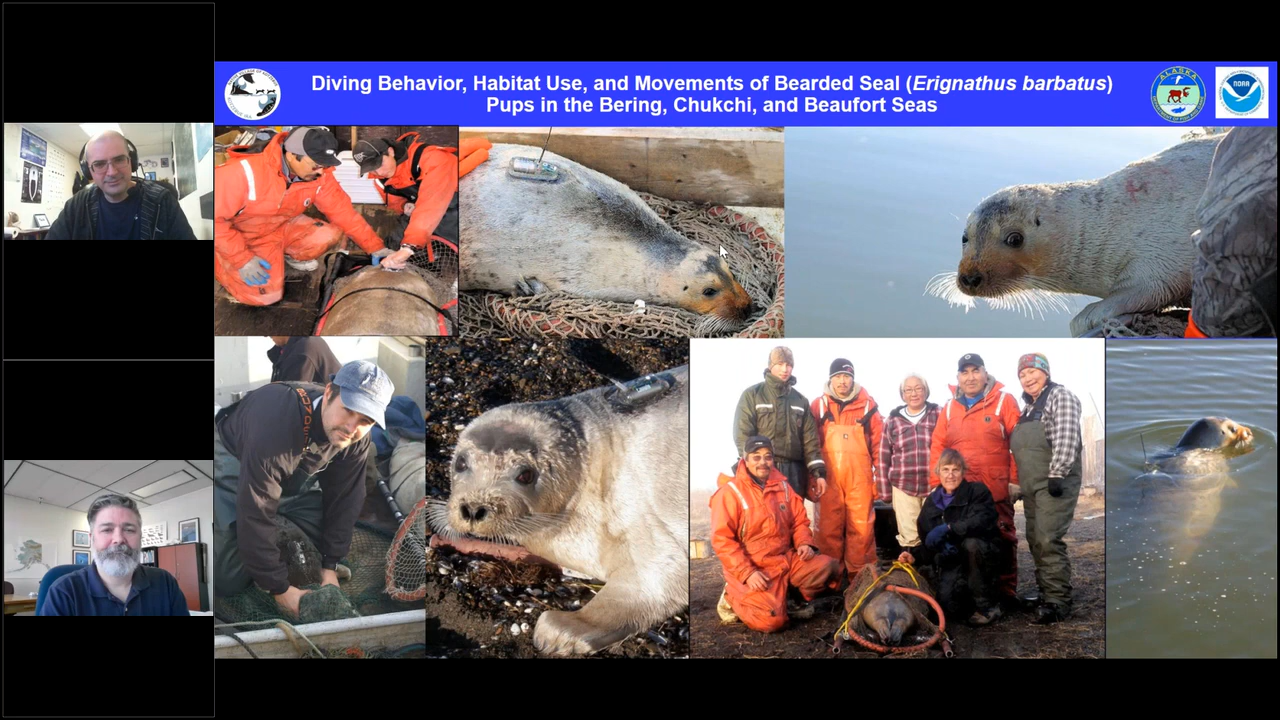 Diving Behavior, Habitat Use, and Movements of Bearded Seal (Erignathus barbatus)
Pups in the Bering, Chukchi, and Beaufort Seas
NOAA